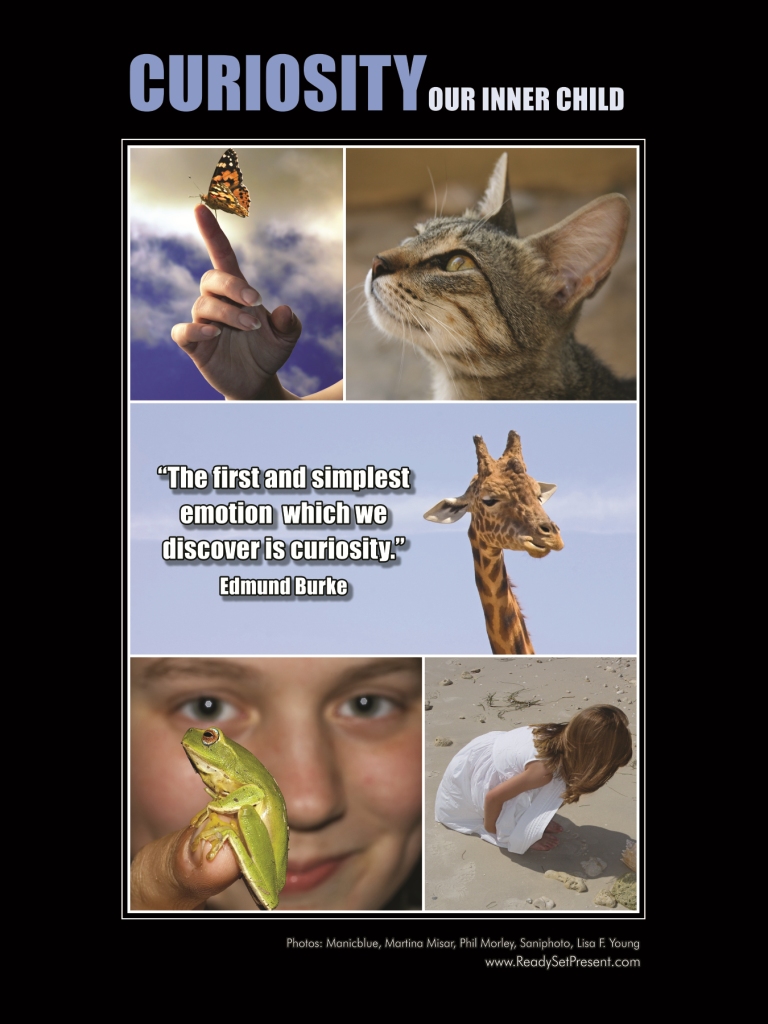 CURIOSITY OUR INNER CHILD
“The first and simplest
emotion which we
discover is curiosity.”
Edmund Burke
Photos: Manicblue, Martina Misar, Phil Morley, Saniphoto, Lisa F. Young
www.ReadySetPresent.com